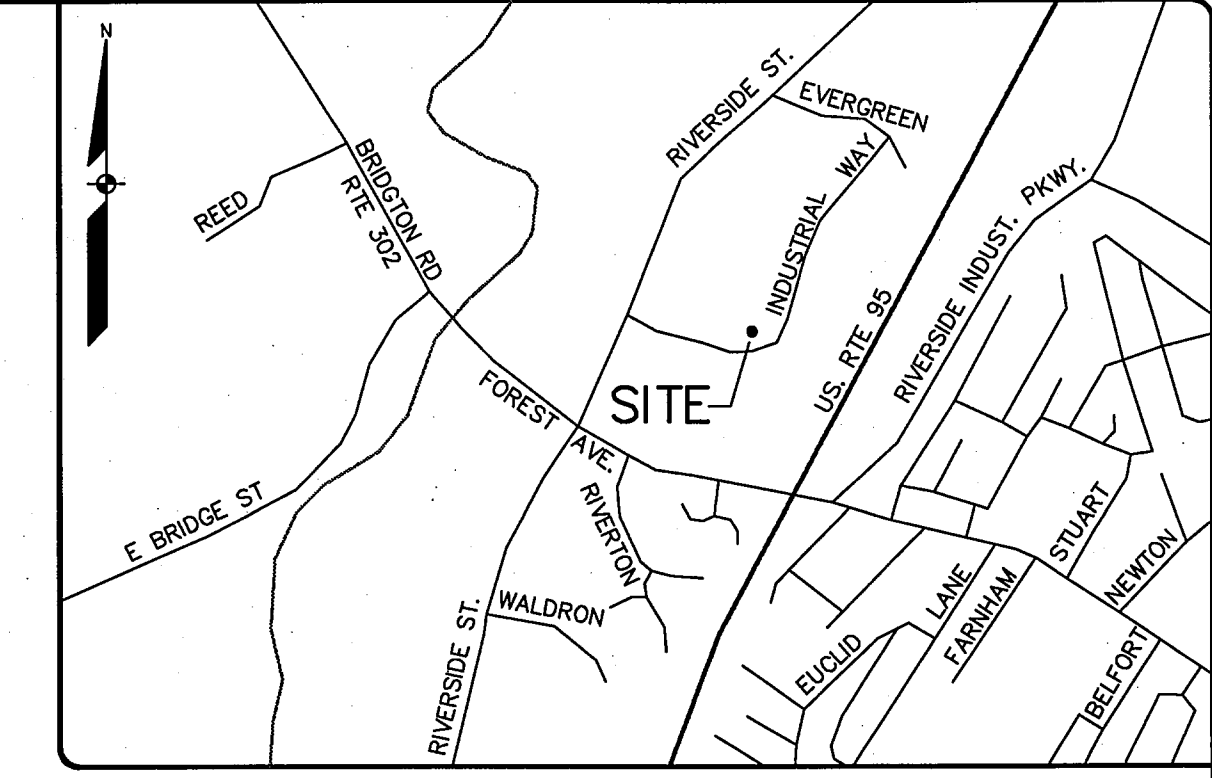 N
RIVERSIDE ST.
EVERGREEN
INDUSTRIAL WAY
BRIDGTON RD
RTE 302
REED
RIVERSIDE INDUST. PKWY.
US. RTE 95
SITE
FOREST AVE.
E BRIDGE ST
RIVERTON
WALDRON
RIVERSIDE ST.
STUART
NEWTON
LANE
FARNHAM
EUCLID
BELFORT